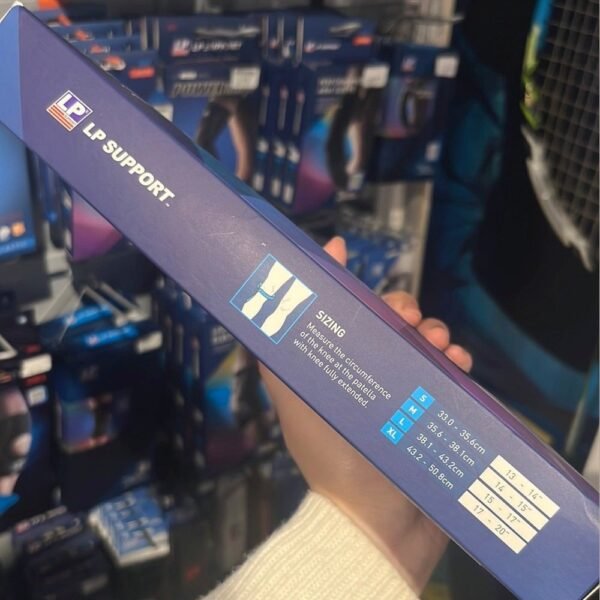 LP
LP SUPPORT™
SIZING
Measure the circumference
of the knee at the patella
with knee fully extended.
S 33.0 - 35.6cm 13 - 14"
M 35.6 - 38.1cm 14 - 15"
L 38.1 - 43.2cm 15 - 17"
XL 43.2 - 50.8cm 17 - 20"